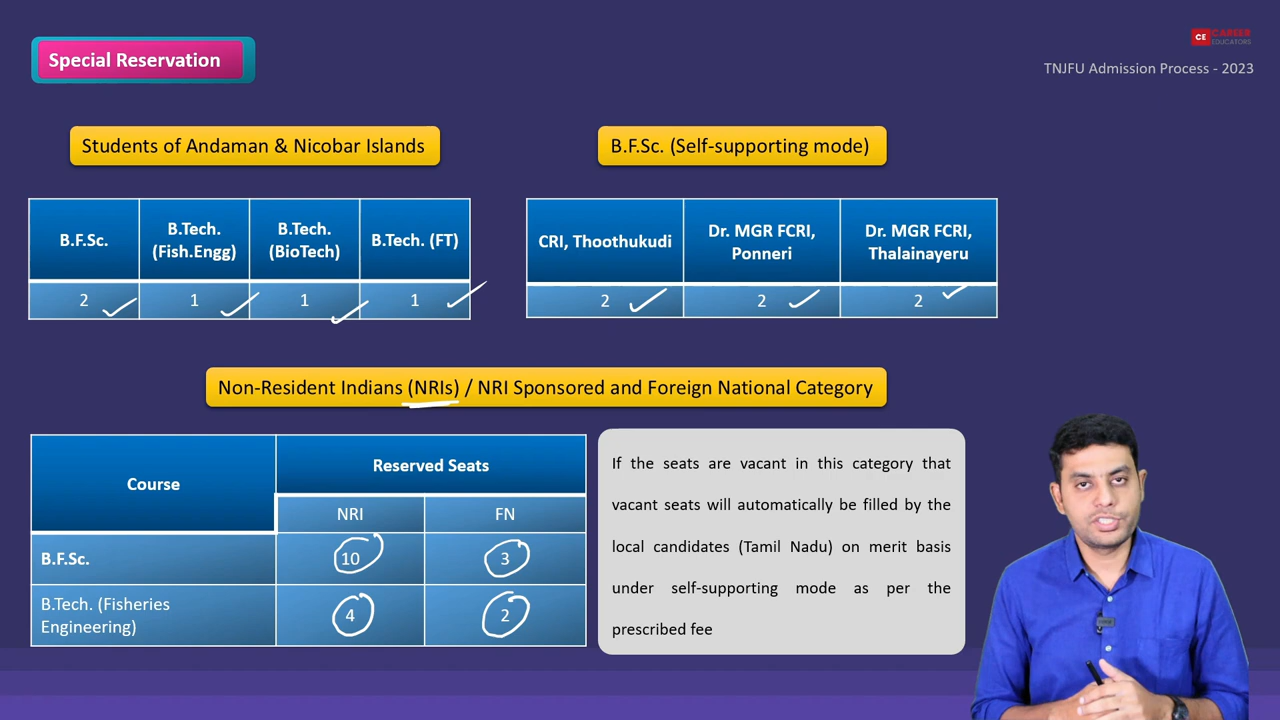 Special Reservation
CE CAREER
EDUCATORS
TNJFU Admission Process - 2023
Students of Andaman & Nicobar Islands
B.F.Sc. (Self-supporting mode)
B.F.Sc.
B.Tech.
(Fish.Engg)
B.Tech.
(BioTech)
B.Tech. (FT)
2
1
1
1
CRI, Thoothukudi
Dr. MGR FCRI,
Ponneri
Dr. MGR FCRI,
Thalainayeru
2
2
2
Non-Resident Indians (NRIs) / NRI Sponsored and Foreign National Category
Course
Reserved Seats
NRI
FN
B.F.Sc.
10
3
B.Tech. (Fisheries
Engineering)
4
2
If the seats are vacant in this category that
vacant seats will automatically be filled by the
local candidates (Tamil Nadu) on merit basis
under self-supporting mode as per the
prescribed fee